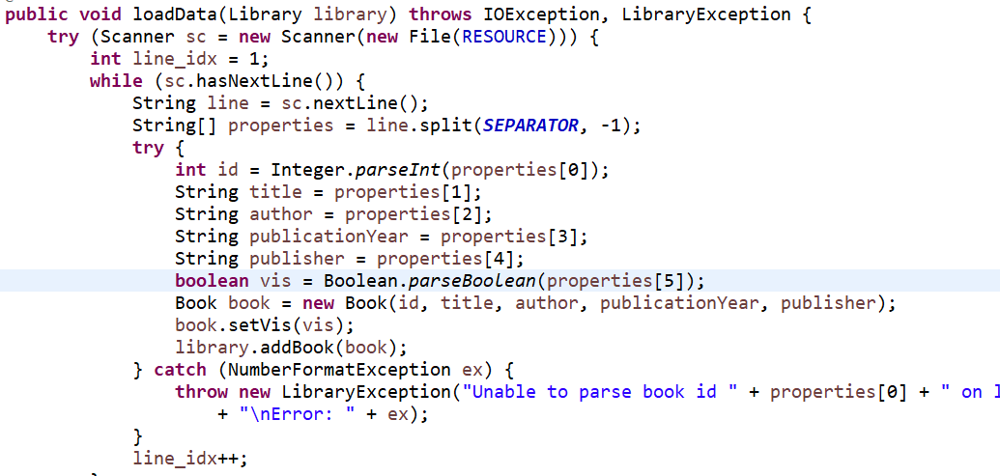 public void loadData(Library library) throws IOException, LibraryException {
    try (Scanner sc = new Scanner(new File(RESOURCE))) {
        int line_idx = 1;
        while (sc.hasNextLine()) {
            String line = sc.nextLine();
            String[] properties = line.split(SEPARATOR, -1);
            try {
                int id = Integer.parseInt(properties[0]);
                String title = properties[1];
                String author = properties[2];
                String publicationYear = properties[3];
                String publisher = properties[4];
                boolean vis = Boolean.parseBoolean(properties[5]);
                Book book = new Book(id, title, author, publicationYear, publisher);
                book.setVis(vis);
                library.addBook(book);
            } catch (NumberFormatException ex) {
                throw new LibraryException("Unable to parse book id " + properties[0] + " on
                    + "\nError: " + ex);
            }
            line_idx++;